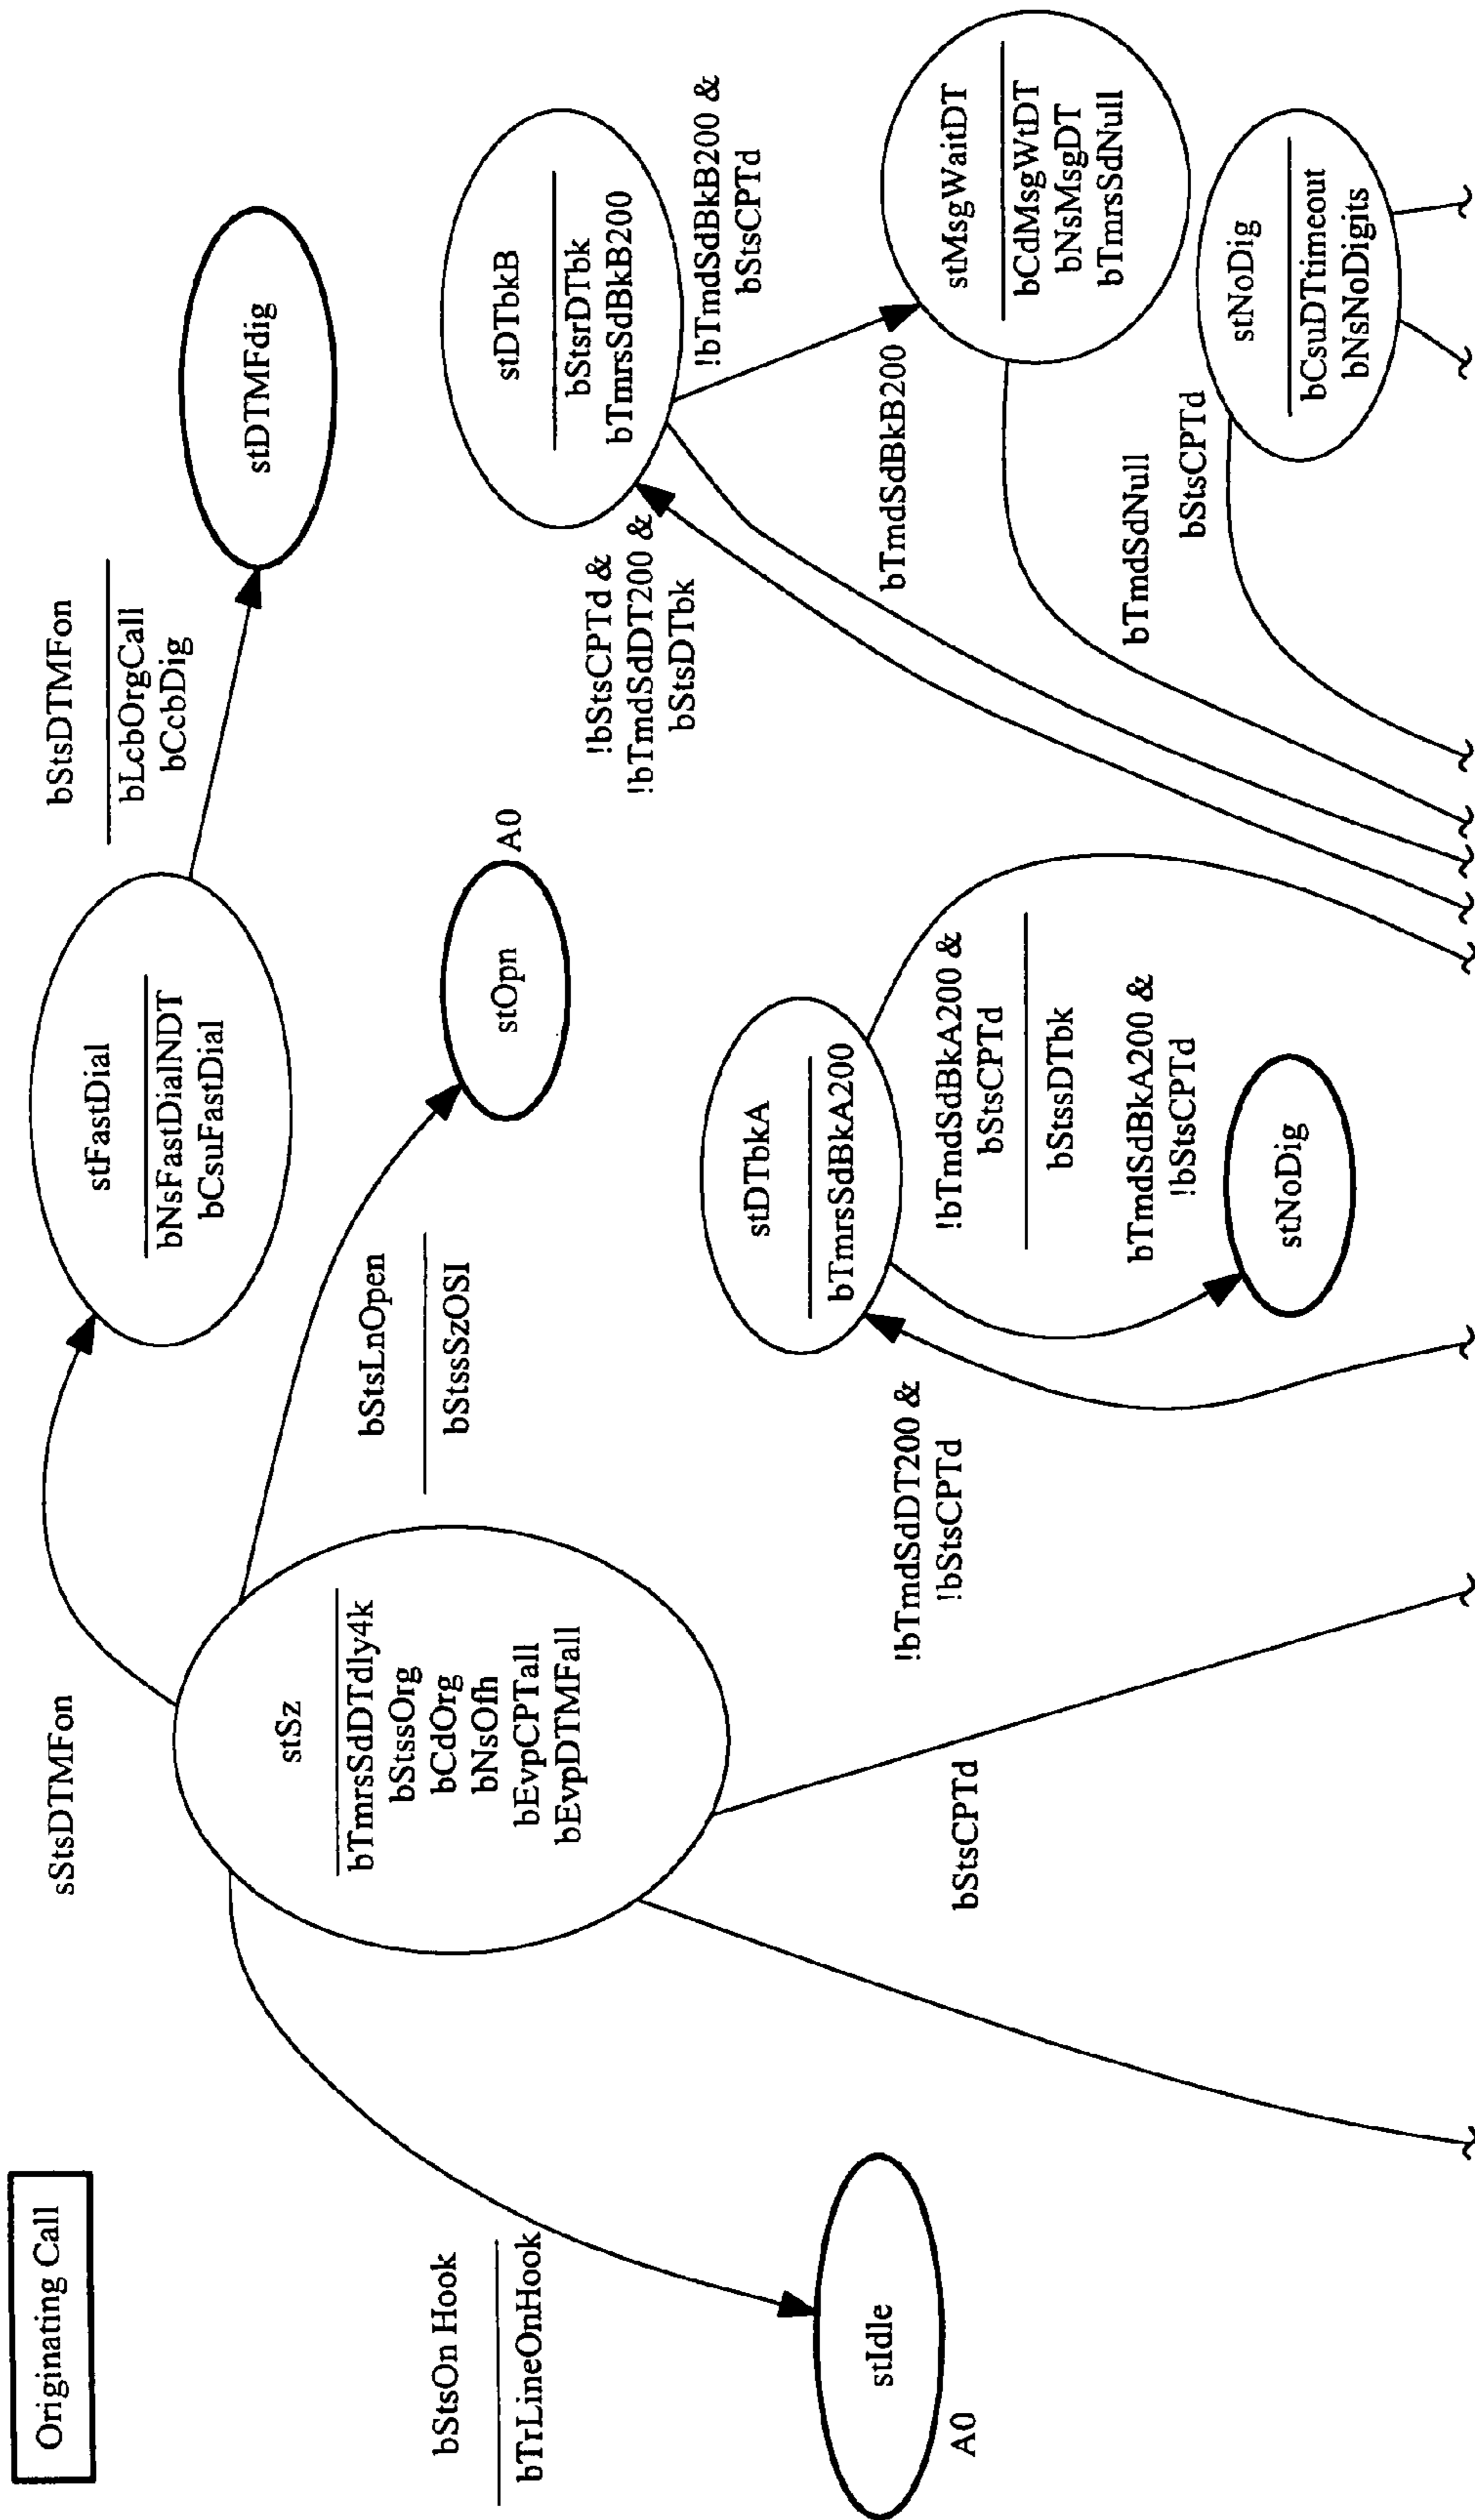 Originating Call
sStsDTMFon
stFastDial
bNsFastDialNDT
bCsuFastDial
bStsDTMFon
bLcbOrgCall
bCcbDig
stDTMFdig
bStsOn Hook
bTrLineOnHook
stIdle
A0
stSz
bTmrsSdDTdly4k
bStssOrg
bCdOrg
bNsOfh
bEvpCPTall
bEvpDTMFall
bStsLnOpen
bStssSzOSI
stOpn
A0
bStsCPTd
!bTmdSdDT200 &
!bStsCPTd
stDTbkA
bTmrsSdBkA200
!bTmdSdBkA200 &
bStsCPTd
bStssDTbk
bTmdSdBkA200 &
!bStsCPTd
stNoDig
!bStsCPTd &
!bTmdSdDT200 &
bStsDTbk
stDTbkB
bStsrDTbk
bTmrsSdBkB200
!bTmdSdBkB200 &
bStsCPTd
bTmdSdBkB200
stMsgWaitDT
bCdMsgWtDT
bNsMsgDT
bTmrsSdNull
bTmdSdNull
bStsCPTd
stNoDig
bCsuDTtimeout
bNsNoDigits